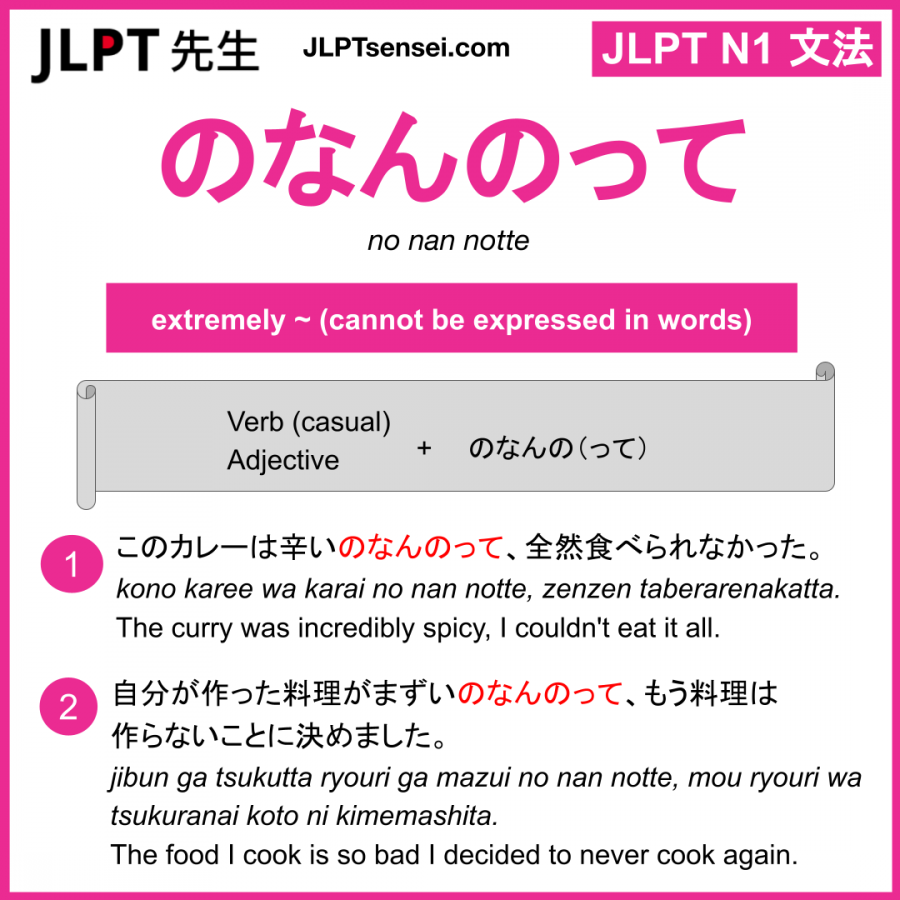 JLPT 先生
JLPTsensei.com
JLPT N1 文法
のなんのって
no nan notte
extremely ~ (cannot be expressed in words)
Verb (casual)
Adjective
+ のなんの（って）
1 このカレーは辛いのなんのって、全然食べられなかった。
kono karee wa karai no nan notte, zenzen taberarenakatta.
The curry was incredibly spicy, I couldn't eat it all.
2 自分が作った料理がまずいのなんのって、もう料理は
作らないことに決めました。
jibun ga tsukutta ryouri ga mazui no nan notte, mou ryouri wa
tsukuranai koto ni kimemashita.
The food I cook is so bad I decided to never cook again.